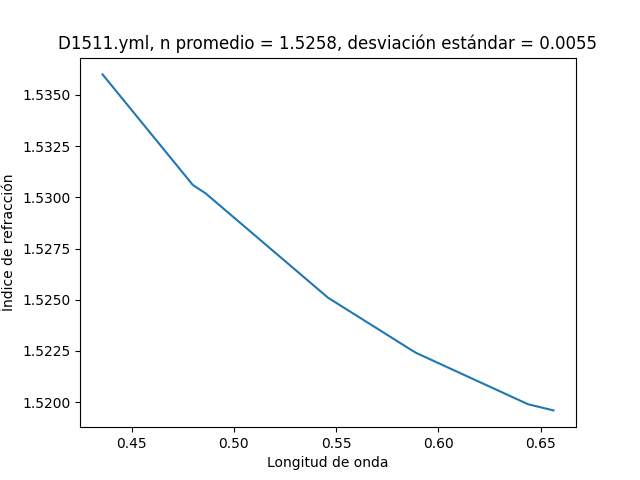 D1511.yml, n promedio = 1.5258, desviación estándar = 0.0055
1.5350
1.5325
1.5300
1.5275
1.5250
1.5225
1.5200
Índice de refracción
0.45 0.50 0.55 0.60 0.65
Longitud de onda